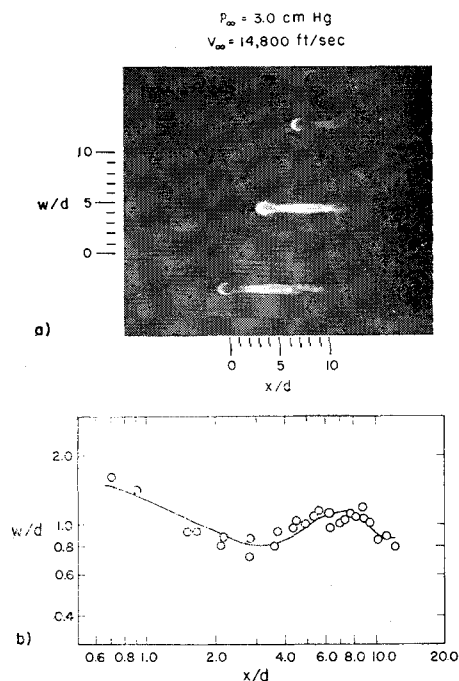 P∞ = 3.0 cm Hg
V∞ = 14,800 ft/sec
10
w/d 5
0
a)
0 5 10
x/d
2.0
w/d 1.0
0.8
0.6
0.4
b)
0.6 0.8 1.0 2.0 4.0 6.0 8.0 10.0 20.0
x/d